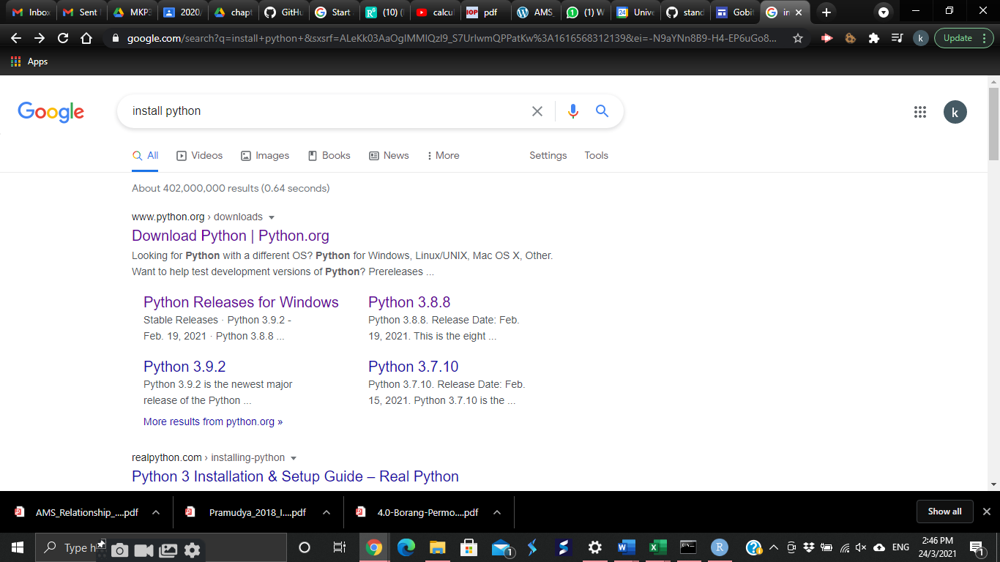 Inbox
Sent
MKP3
2020/
chapt
GitHu
Start
(10) (
calcul
IOP pdf
AMS_
(1) W
24 Unive
stand
Gobit
in
google.com/search?q=install+python+&sxsrf=ALeKk03AaOglMMIQzl9_S7UrIwmQPPatKw%3A1616568312139&ei=-N9aYNn8B9-H4-EP6uGo8...
k
Update
Apps
Google
install python
k
All Videos Images Books News More Settings Tools
About 402,000,000 results (0.64 seconds)
www.python.org › downloads
Download Python | Python.org
Looking for Python with a different OS? Python for Windows, Linux/UNIX, Mac OS X, Other.
Want to help test development versions of Python? Prereleases ...
Python Releases for Windows
Stable Releases · Python 3.9.2 -
Feb. 19, 2021 · Python 3.8.8 ...
Python 3.8.8
Python 3.8.8. Release Date: Feb.
19, 2021. This is the eight ...
Python 3.9.2
Python 3.9.2 is the newest major
release of the Python ...
Python 3.7.10
Python 3.7.10. Release Date: Feb.
15, 2021. Python 3.7.10 is the ...
More results from python.org »
realpython.com › installing-python
Python 3 Installation & Setup Guide – Real Python
AMS_Relationship_....pdf
Pramudya_2018_I....pdf
4.0-Borang-Permo....pdf
Show all
Type h
1
ENG
2:46 PM
24/3/2021
1